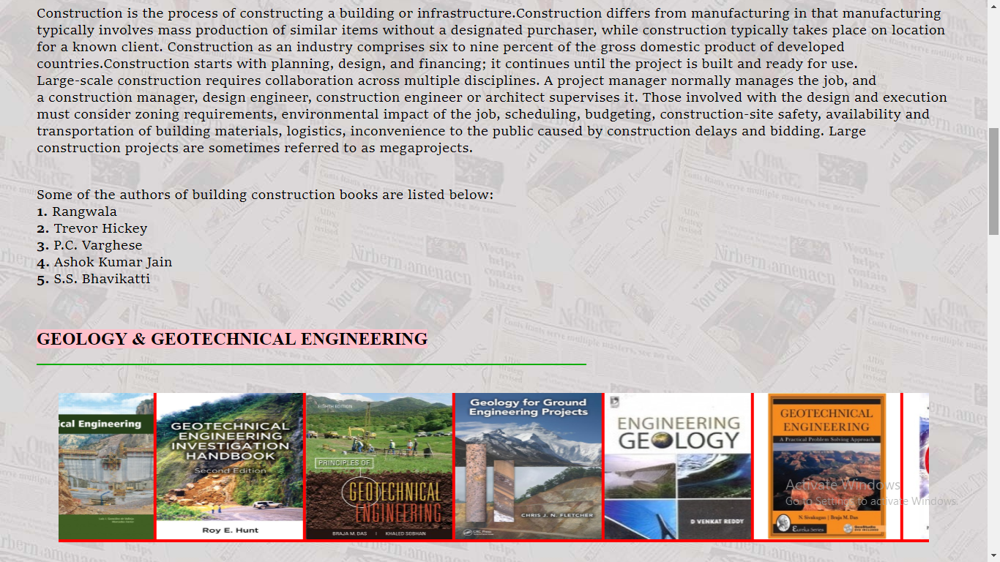 Construction is the process of constructing a building or infrastructure.Construction differs from manufacturing in that manufacturing
typically involves mass production of similar items without a designated purchaser, while construction typically takes place on location
for a known client. Construction as an industry comprises six to nine percent of the gross domestic product of developed
countries.Construction starts with planning, design, and financing; it continues until the project is built and ready for use.
Large-scale construction requires collaboration across multiple disciplines. A project manager normally manages the job, and
a construction manager, design engineer, construction engineer or architect supervises it. Those involved with the design and execution
must consider zoning requirements, environmental impact of the job, scheduling, budgeting, construction-site safety, availability and
transportation of building materials, logistics, inconvenience to the public caused by construction delays and bidding. Large
construction projects are sometimes referred to as megaprojects.
Some of the authors of building construction books are listed below:
1. Rangwala
2. Trevor Hickey
3. P.C. Varghese
4. Ashok Kumar Jain
5. S.S. Bhavikatti
GEOLOGY & GEOTECHNICAL ENGINEERING
ical Engineering
GEOTECHNICAL
ENGINEERING
INVESTIGATION
HANDBOOK
Second Edition
Roy E. Hunt
EIGHTH EDITION
PRINCIPLES OF
GEOTECHNICAL
ENGINEERING
BRAJA M. DAS | KHALED SOBHAN
Geology for Ground
Engineering Projects
CHRIS J. N. FLETCHER
CRC Press
ENGINEERING
GEOLOGY
D VENKAT REDDY
GEOTECHNICAL
ENGINEERING
A Practical Problem Solving Approach
N. Sivakugan | Braja M. Das
Eureka Series
Activate Windows
Go to Settings to activate Windows.